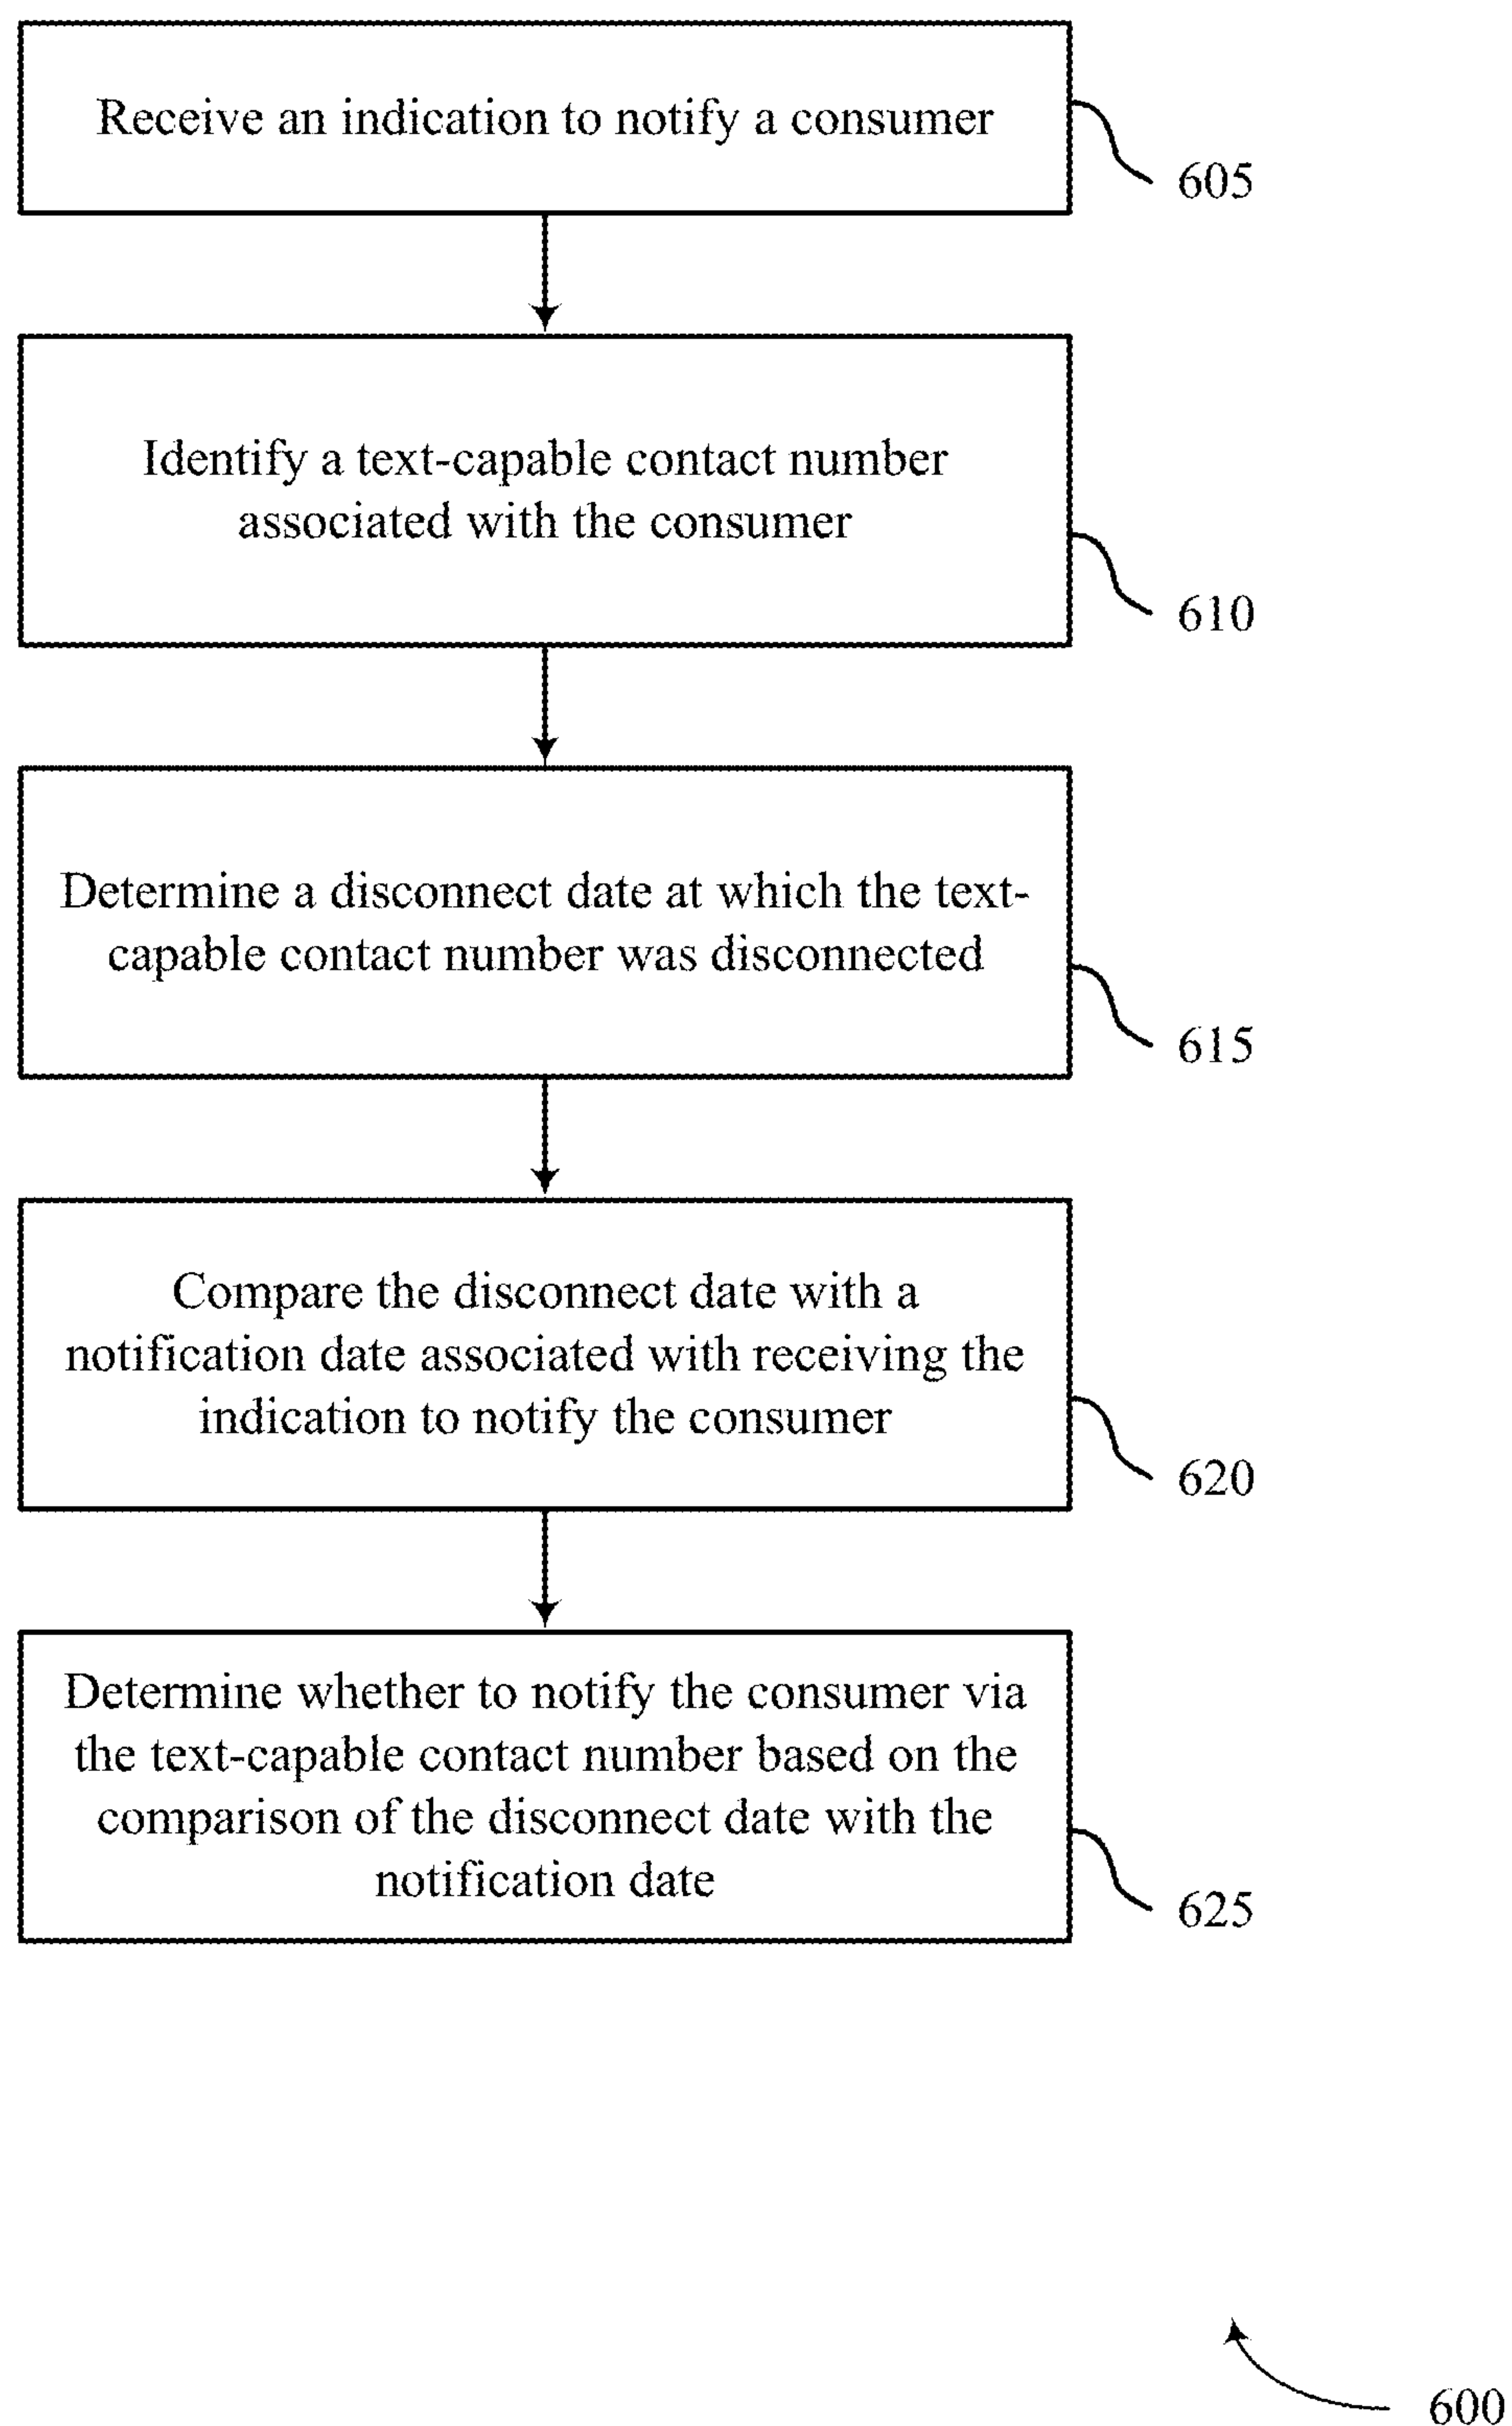 Receive an indication to notify a consumer
605
Identify a text-capable contact number
associated with the consumer
610
Determine a disconnect date at which the text-
capable contact number was disconnected
615
Compare the disconnect date with a
notification date associated with receiving the
indication to notify the consumer
620
Determine whether to notify the consumer via
the text-capable contact number based on the
comparison of the disconnect date with the
notification date
625
600